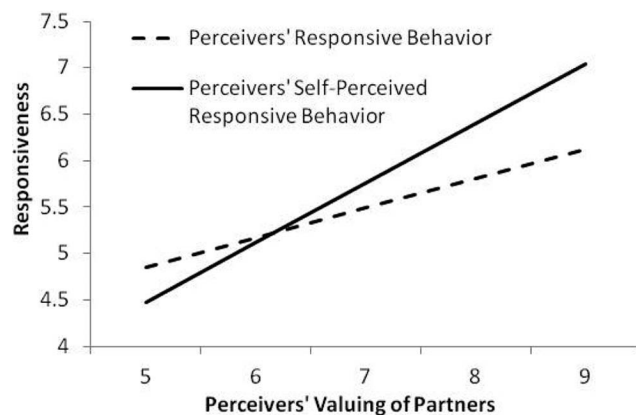 7.5
7
6.5
6
5.5
5
4.5
4
Responsiveness
Perceivers' Responsive Behavior
Perceivers' Self-Perceived
Responsive Behavior
5 6 7 8 9
Perceivers' Valuing of Partners